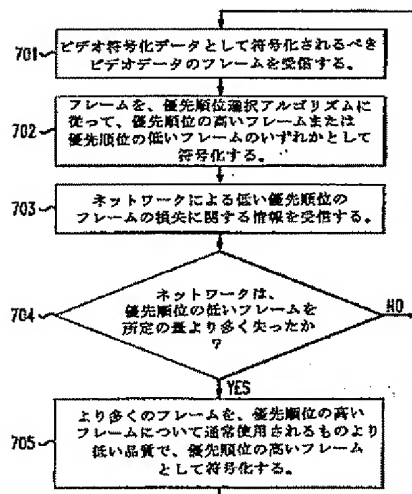 701
ビデオ符号化データとして符号化されるべき
ビデオデータのフレームを受信する。
702
フレームを、優先順位選択アルゴリズムに
従って、優先順位の高いフレームまたは
優先順位の低いフレームのいずれかとして
符号化する。
703
ネットワークによる低い優先順位の
フレームの損失に関する情報を受信する。
704
ネットワークは、
優先順位の低いフレームを
所定の量より多く失ったか
?
NO
YES
705
より多くのフレームを、優先順位の高い
フレームについて通常使用されるものより
低い品質で、優先順位の高いフレーム
として符号化する。